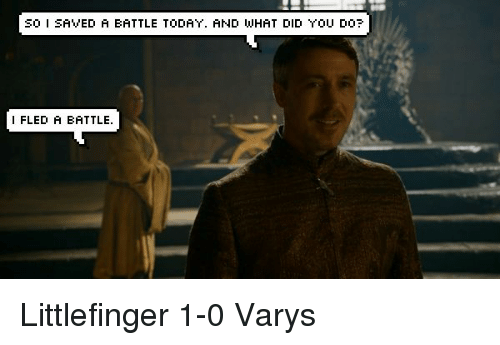 SO I SAVED A BATTLE TODAY. AND WHAT DID YOU DO?
I FLED A BATTLE.
Littlefinger 1-0 Varys